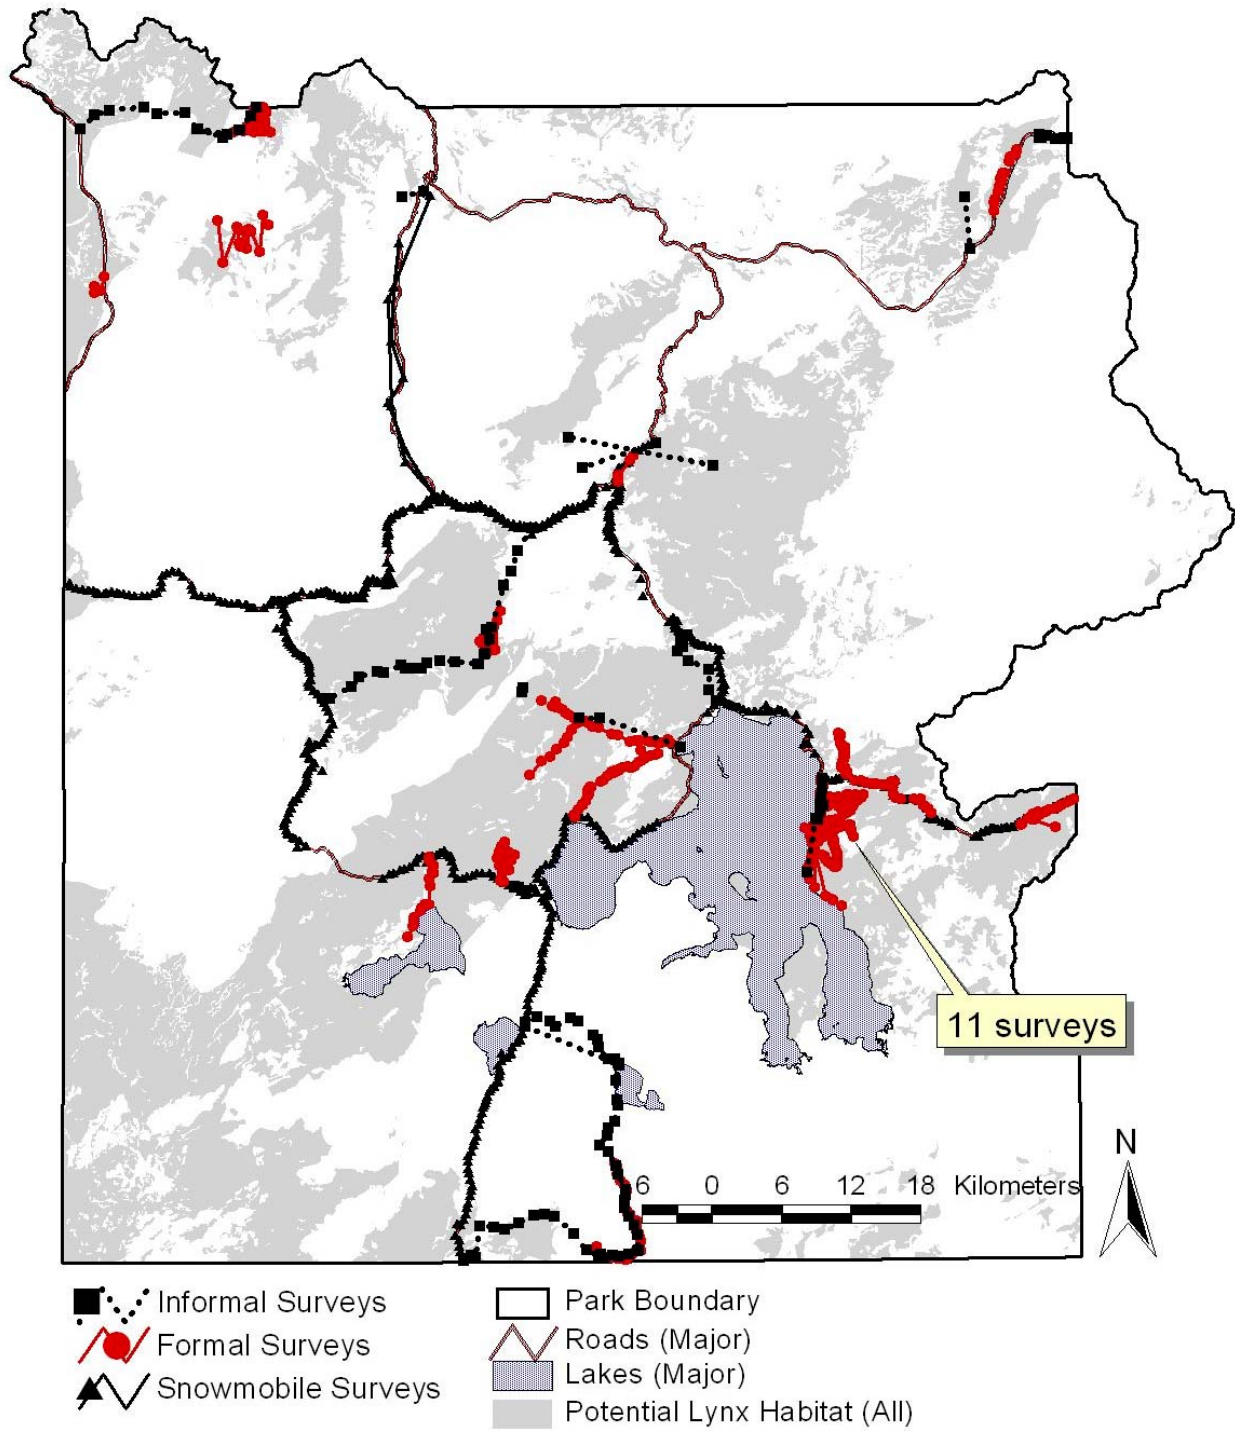 11 surveys
N
6 0 6 12 18 Kilometers
Informal Surveys
Formal Surveys
Snowmobile Surveys
Park Boundary
Roads (Major)
Lakes (Major)
Potential Lynx Habitat (All)